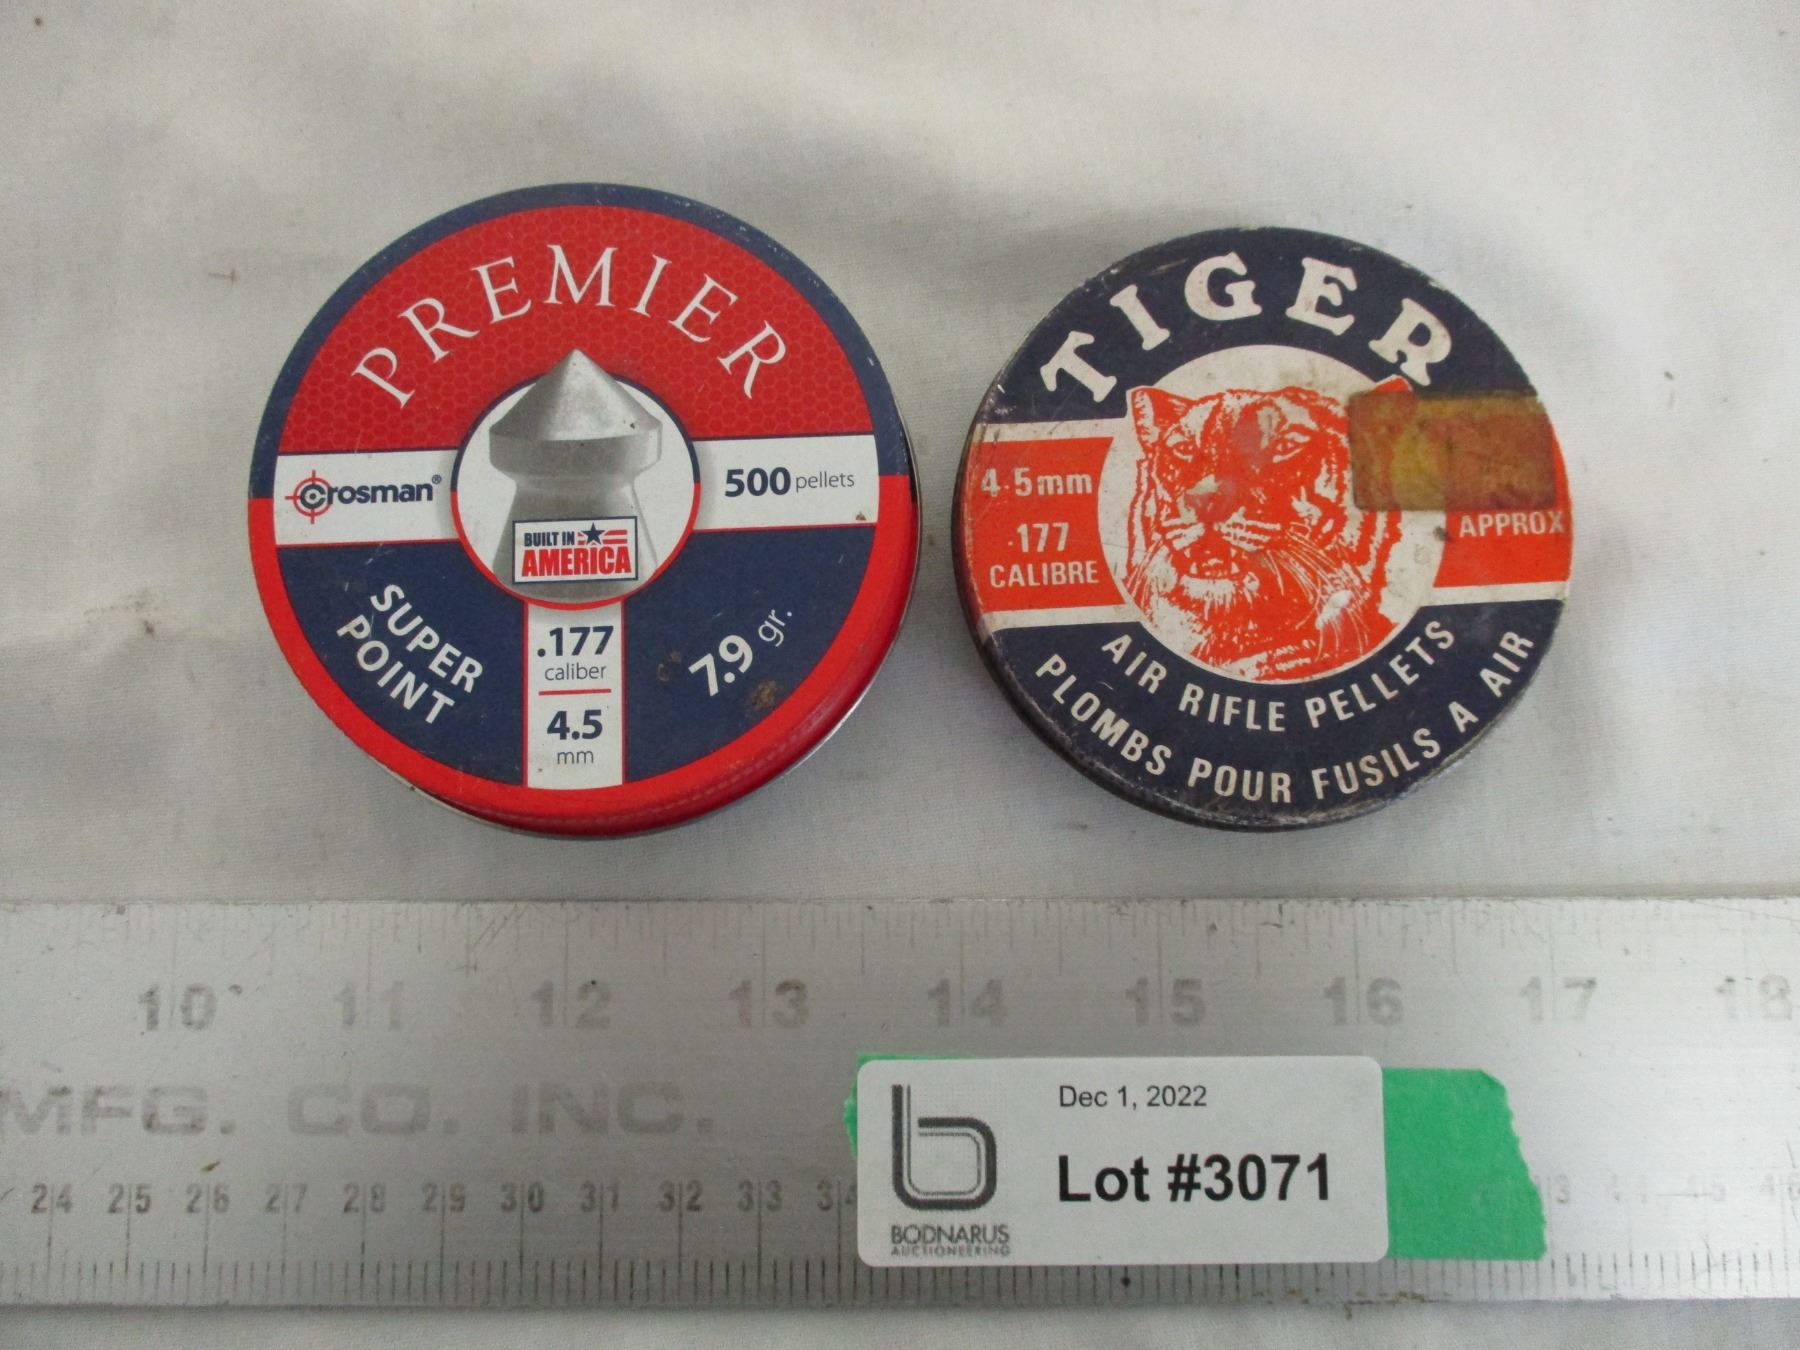 PREMIER
crosman®
500 pellets
BUILT IN
AMERICA
SUPER
POINT
.177
caliber
4.5
mm
7.9 gr.
TIGER
4·5mm
·177
CALIBRE
APPROX
AIR RIFLE PELLETS
PLOMBS POUR FUSILS A AIR
10 11 12 13 14 15 16 17 18
MFG. CO. INC.
24 25 26 27 28 29 30 31 32 33 34
Dec 1, 2022
Lot #3071
BODNARUS
AUCTIONEERING